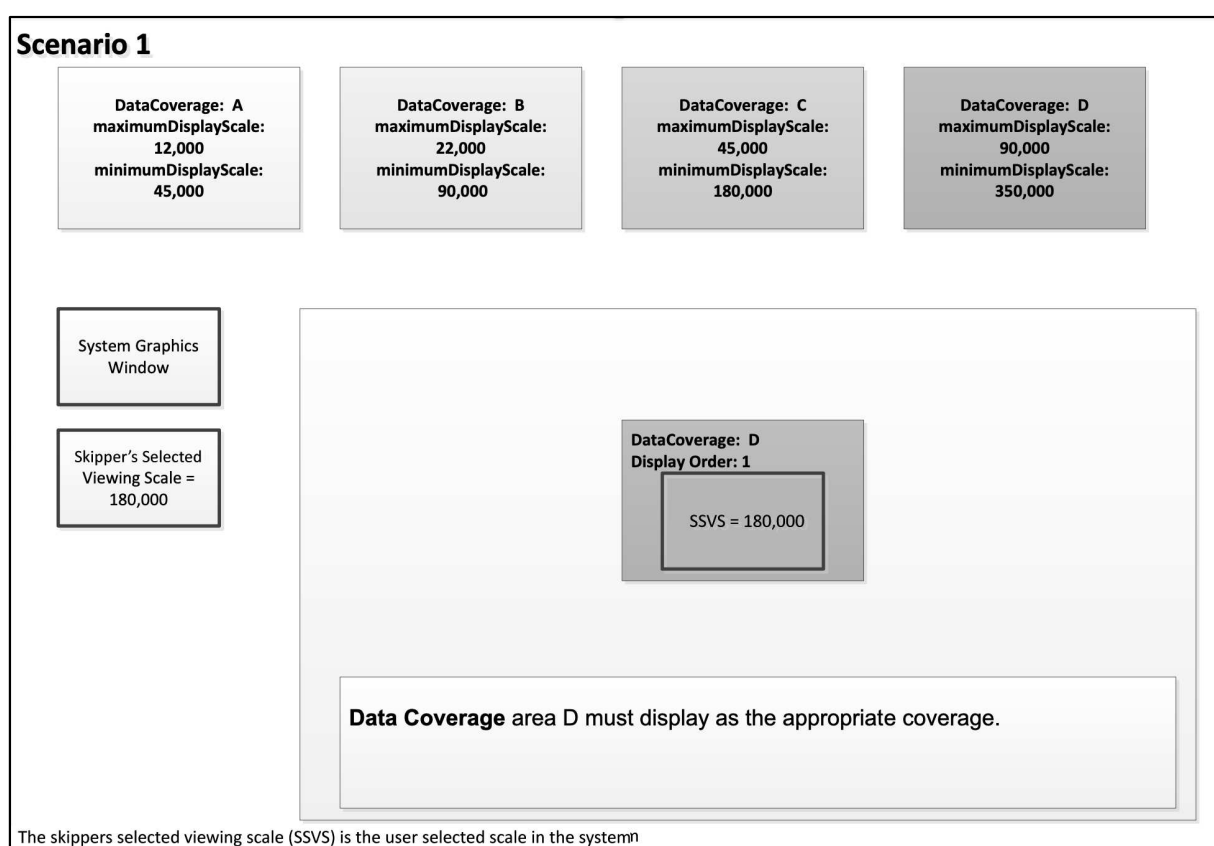 Scenario 1
DataCoverage: A
maximumDisplayScale:
12,000
minimumDisplayScale:
45,000
DataCoverage: B
maximumDisplayScale:
22,000
minimumDisplayScale:
90,000
DataCoverage: C
maximumDisplayScale:
45,000
minimumDisplayScale:
180,000
DataCoverage: D
maximumDisplayScale:
90,000
minimumDisplayScale:
350,000
System Graphics
Window
Skipper’s Selected
Viewing Scale =
180,000
DataCoverage: D
Display Order: 1
SSVS = 180,000
Data Coverage area D must display as the appropriate coverage.
The skippers selected viewing scale (SSVS) is the user selected scale in the systemn